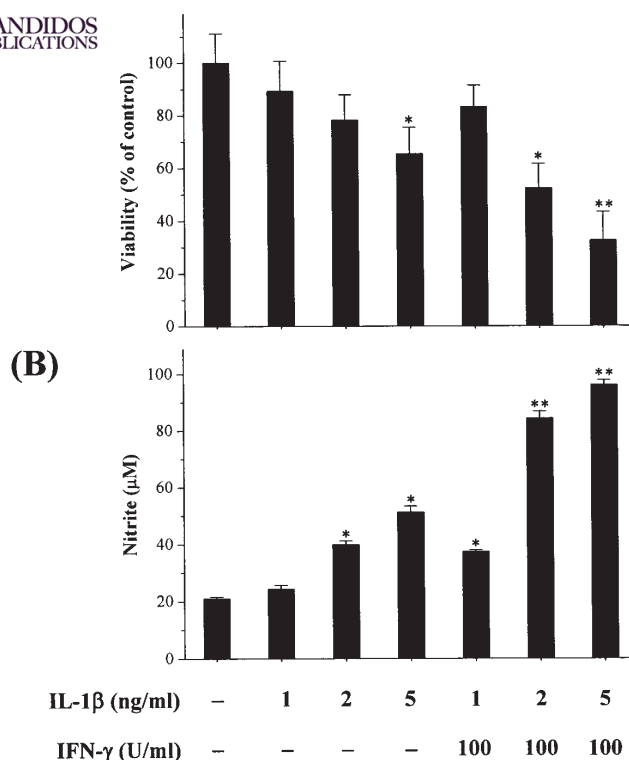 ANDIDOS
BLICATIONS
Viability (% of control)
100
80
60
40
20
0
* * **
(B)
Nitrite (μM)
100
80
60
40
20
0
* * * ** **
IL-1β (ng/ml) – 1 2 5 1 2 5
IFN-γ (U/ml) – – – – 100 100 100